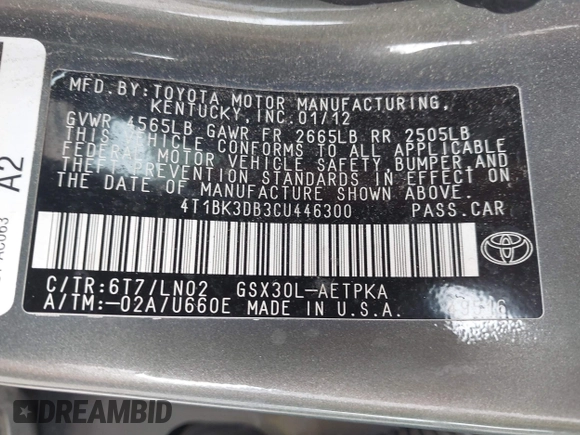 MFD. BY: TOYOTA MOTOR MANUFACTURING,
KENTUCKY, INC. 01/12
GVWR 4565LB GAWR FR 2665LB RR 2505LB
THIS VEHICLE CONFORMS TO ALL APPLICABLE
FEDERAL MOTOR VEHICLE SAFETY, BUMPER AND
THEFT PREVENTION STANDARDS IN EFFECT ON
THE DATE OF MANUFACTURE SHOWN ABOVE.
4T1BK3DB3CU446300 PASS.CAR
C/TR:6T7/LN02 GSX30L-AETPKA
A/TM:-02A/U660E MADE IN U.S.A.
A2
AC063
DREAMBID